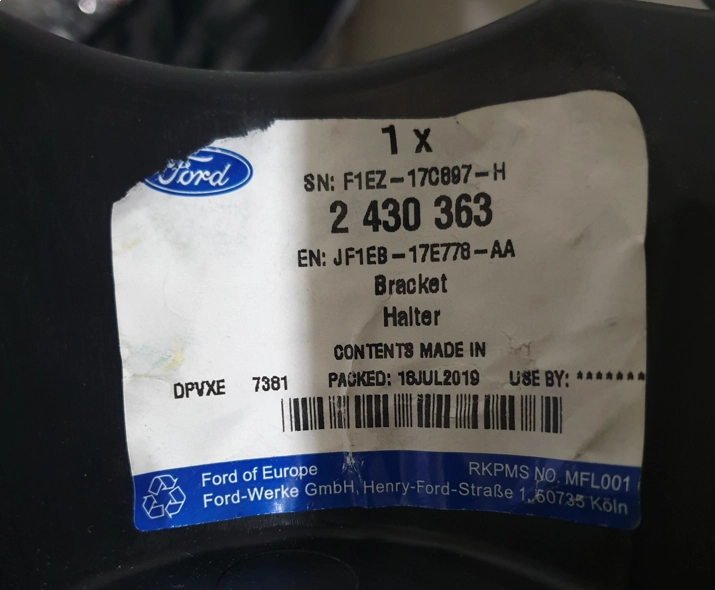 1 x
Ford
SN: F1EZ-17C897-H
2 430 363
EN: JF1EB-17E778-AA
Bracket
Halter
CONTENTS MADE IN
DPVXE 7381 PACKED: 18JUL2019 USE BY: *******
Ford of Europe RKPMS NO. MFL001
Ford-Werke GmbH, Henry-Ford-Straße 1, 50735 Köln